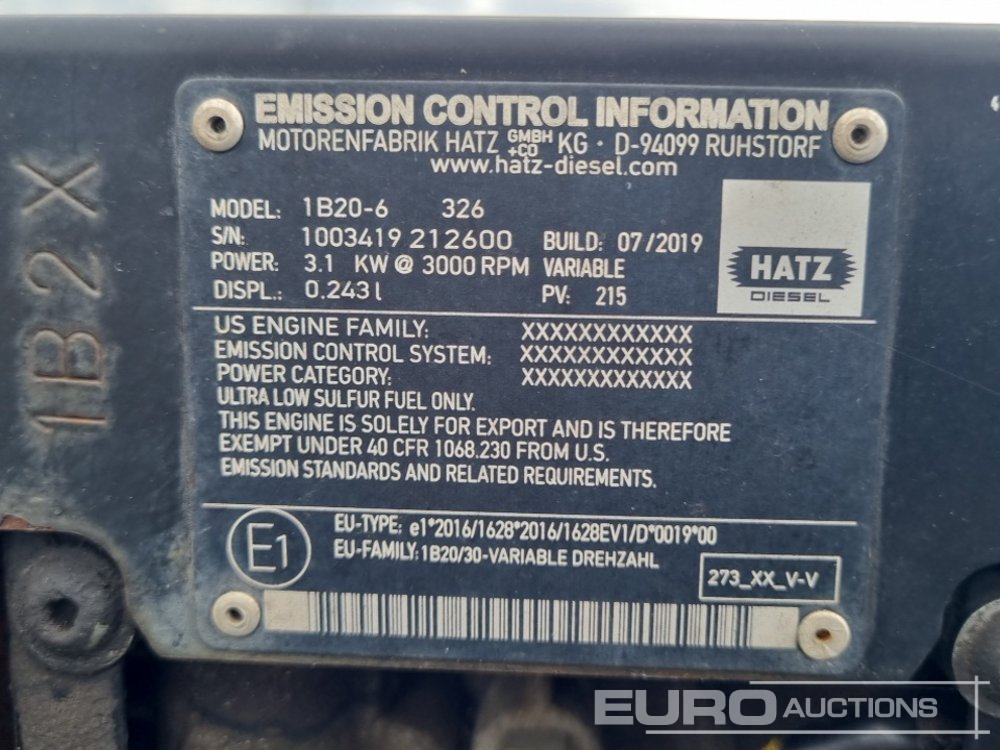 EMISSION CONTROL INFORMATION
MOTORENFABRIK HATZ GMBH +CO KG · D-94099 RUHSTORF
www.hatz-diesel.com
MODEL: 1B20-6 326
S/N: 1003419 212600 BUILD: 07/2019
POWER: 3.1 KW @ 3000 RPM VARIABLE
DISPL.: 0.243 l PV: 215
HATZ
DIESEL
US ENGINE FAMILY: XXXXXXXXXXXX
EMISSION CONTROL SYSTEM: XXXXXXXXXXXX
POWER CATEGORY: XXXXXXXXXXXXX
ULTRA LOW SULFUR FUEL ONLY.
THIS ENGINE IS SOLELY FOR EXPORT AND IS THEREFORE
EXEMPT UNDER 40 CFR 1068.230 FROM U.S.
EMISSION STANDARDS AND RELATED REQUIREMENTS.
E1
EU-TYPE: e1*2016/1628*2016/1628EV1/D*0019*00
EU-FAMILY: 1B20/30-VARIABLE DREHZAHL
273_XX_V-V
1B2X
EURO AUCTIONS